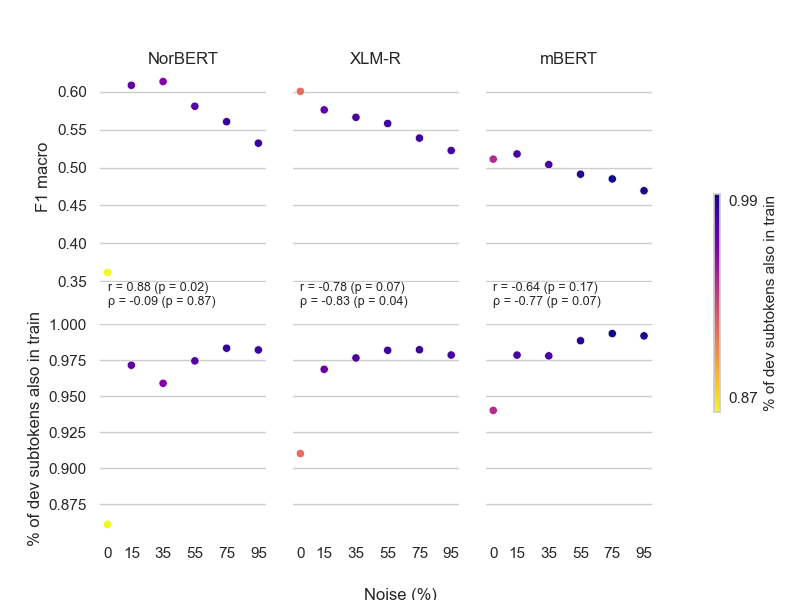 NorBERT XLM-R mBERT
F1 macro
0.60
0.55
0.50
0.45
0.40
0.35
r = 0.88 (p = 0.02)
ρ = -0.09 (p = 0.87)
r = -0.78 (p = 0.07)
ρ = -0.83 (p = 0.04)
r = -0.64 (p = 0.17)
ρ = -0.77 (p = 0.07)
% of dev subtokens also in train
1.000
0.975
0.950
0.925
0.900
0.875
0 15 35 55 75 95 0 15 35 55 75 95 0 15 35 55 75 95
Noise (%)
0.99
0.87
% of dev subtokens also in train